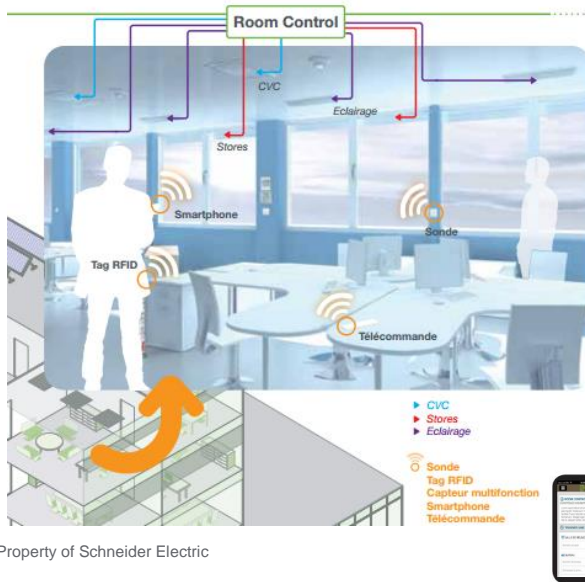 Room Control
CVC
Eclairage
Stores
Smartphone
Sonde
Tag RFID
Télécommande
CVC
Stores
Eclairage
Sonde
Tag RFID
Capteur multifonction
Smartphone
Télécommande
Property of Schneider Electric